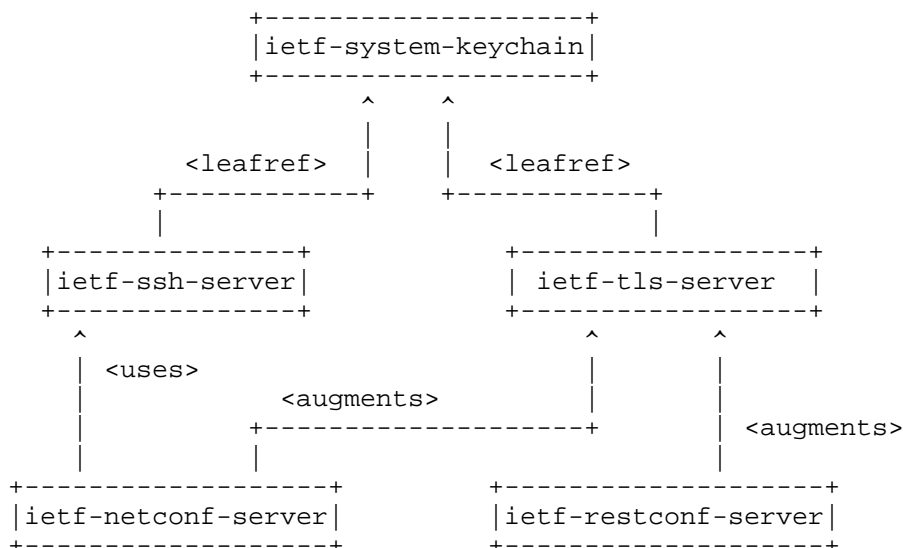 ietf-system-keychain
<leafref> <leafref>
ietf-ssh-server ietf-tls-server
<uses>
<augments>
<augments>
ietf-netconf-server ietf-restconf-server